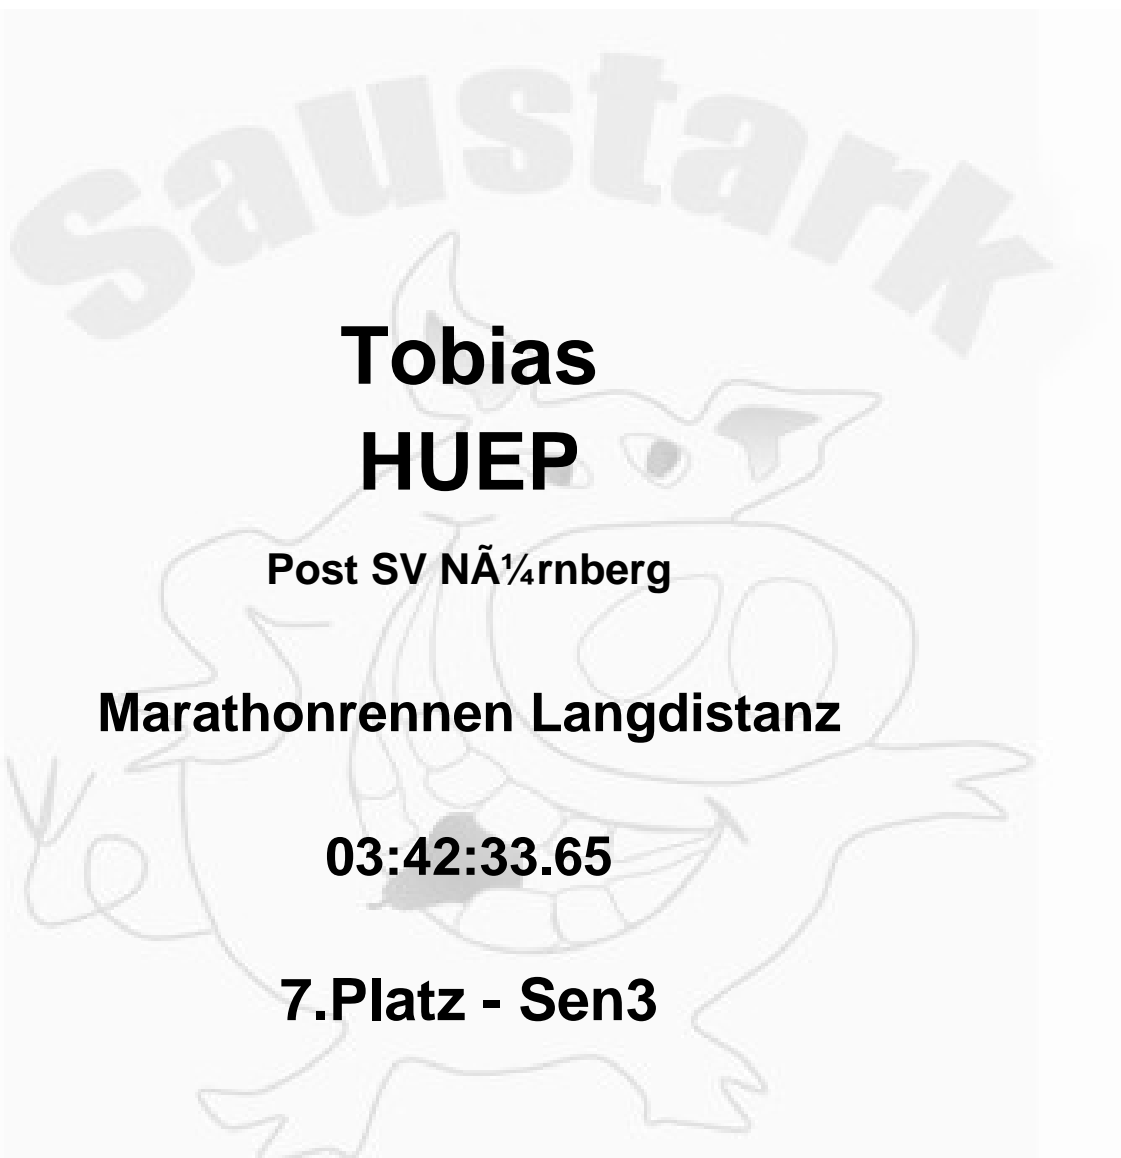 Saustark
Tobias
HUEP
Post SV NÃ¼rnberg
Marathonrennen Langdistanz
03:42:33.65
7.Platz - Sen3